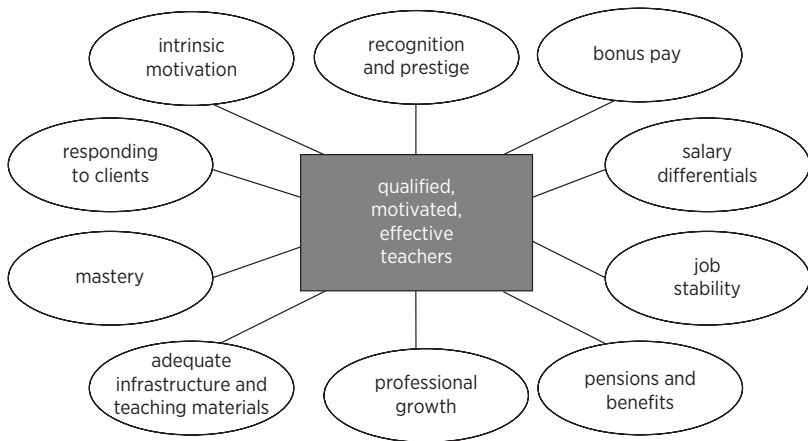 intrinsic
motivation
recognition
and prestige
bonus pay
responding
to clients
qualified,
motivated,
effective
teachers
salary
differentials
mastery
job
stability
adequate
infrastructure and
teaching materials
professional
growth
pensions and
benefits